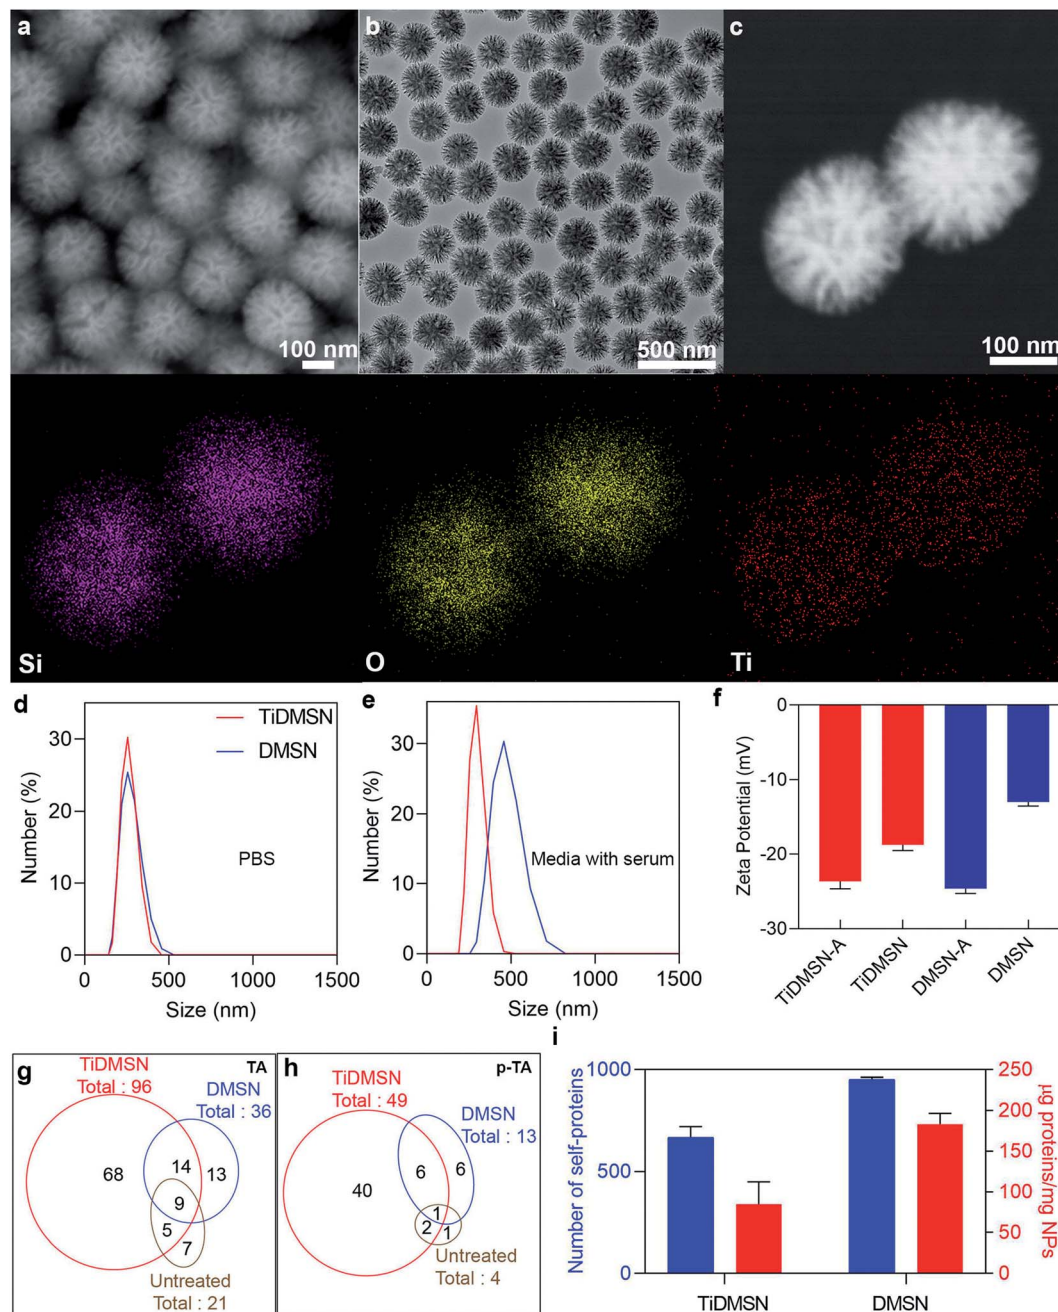 a
b
c
100 nm
500 nm
100 nm
Si
O
Ti
d
TiDMSN
DMSN
30
20
10
0
Number (%)
PBS
0 500 1000 1500
Size (nm)
e
30
20
10
0
Number (%)
Media with serum
0 500 1000 1500
Size (nm)
f
0
-10
-20
-30
Zeta Potential (mV)
TiDMSN-A
TiDMSN
DMSN-A
DMSN
g
TA
TiDMSN
Total : 96
DMSN
Total : 36
68
14
13
9
5
7
Untreated
Total : 21
h
p-TA
TiDMSN
Total : 49
DMSN
Total : 13
40
6
6
1
2
1
Untreated
Total : 4
i
1000
500
0
Number of self-proteins
250
200
150
100
50
0
µg proteins/mg NPs
TiDMSN
DMSN